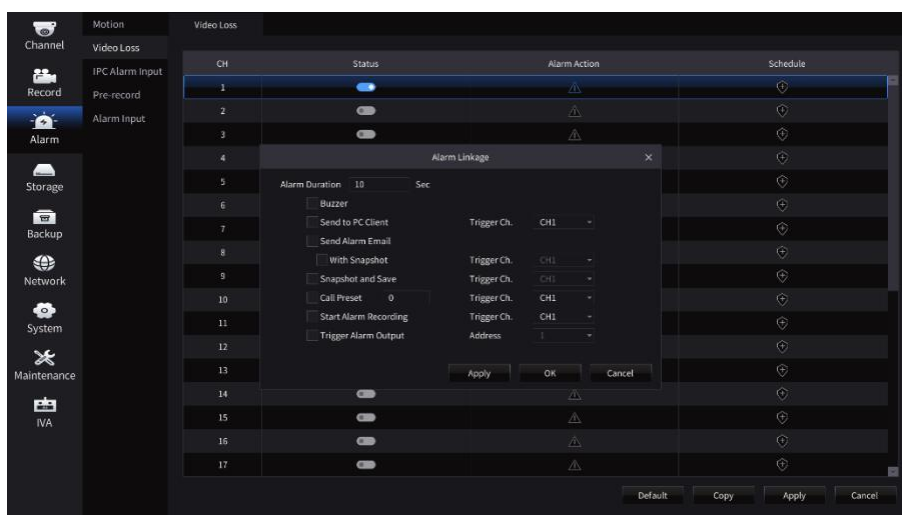 Channel
Record
Alarm
Storage
Backup
Network
System
Maintenance
IVA
Motion
Video Loss
IPC Alarm Input
Pre-record
Alarm Input
Video Loss
CH Status Alarm Action Schedule
1
2
3
4
5
6
7
8
9
10
11
12
13
14
15
16
17
Alarm Linkage X
Alarm Duration 10 Sec
Buzzer
Send to PC Client Trigger Ch. CH1
Send Alarm Email
With Snapshot Trigger Ch. CH1
Snapshot and Save Trigger Ch. CH1
Call Preset 0 Trigger Ch. CH1
Start Alarm Recording Trigger Ch. CH1
Trigger Alarm Output Address 1
Apply OK Cancel
Default Copy Apply Cancel